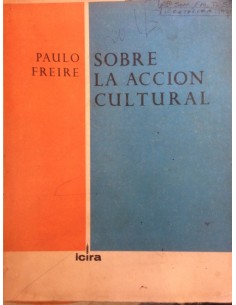 PAULO
FREIRE
SOBRE
LA ACCION
CULTURAL
icira